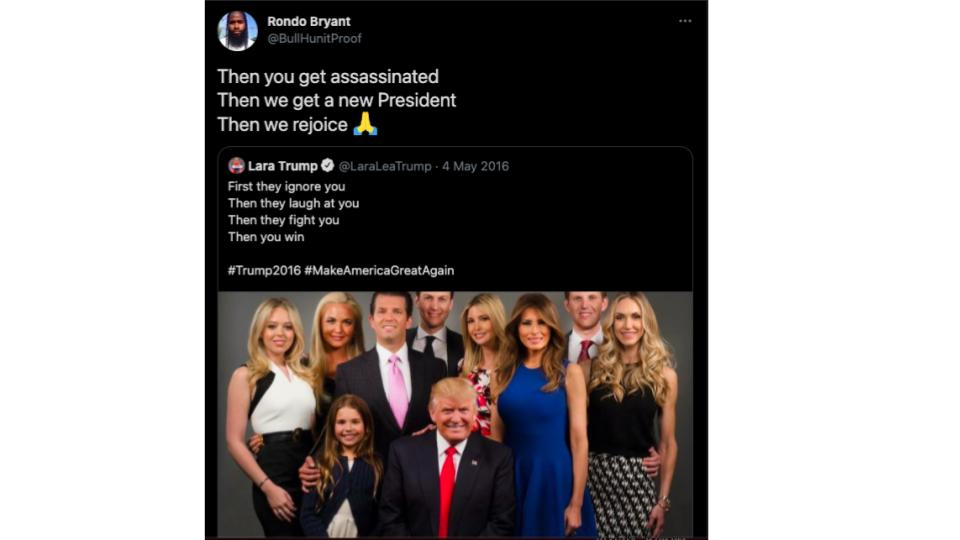 Rondo Bryant
@BullHunitProof
Then you get assassinated
Then we get a new President
Then we rejoice 🙏
Lara Trump @LaraLeaTrump · 4 May 2016
First they ignore you
Then they laugh at you
Then they fight you
Then you win
#Trump2016 #MakeAmericaGreatAgain